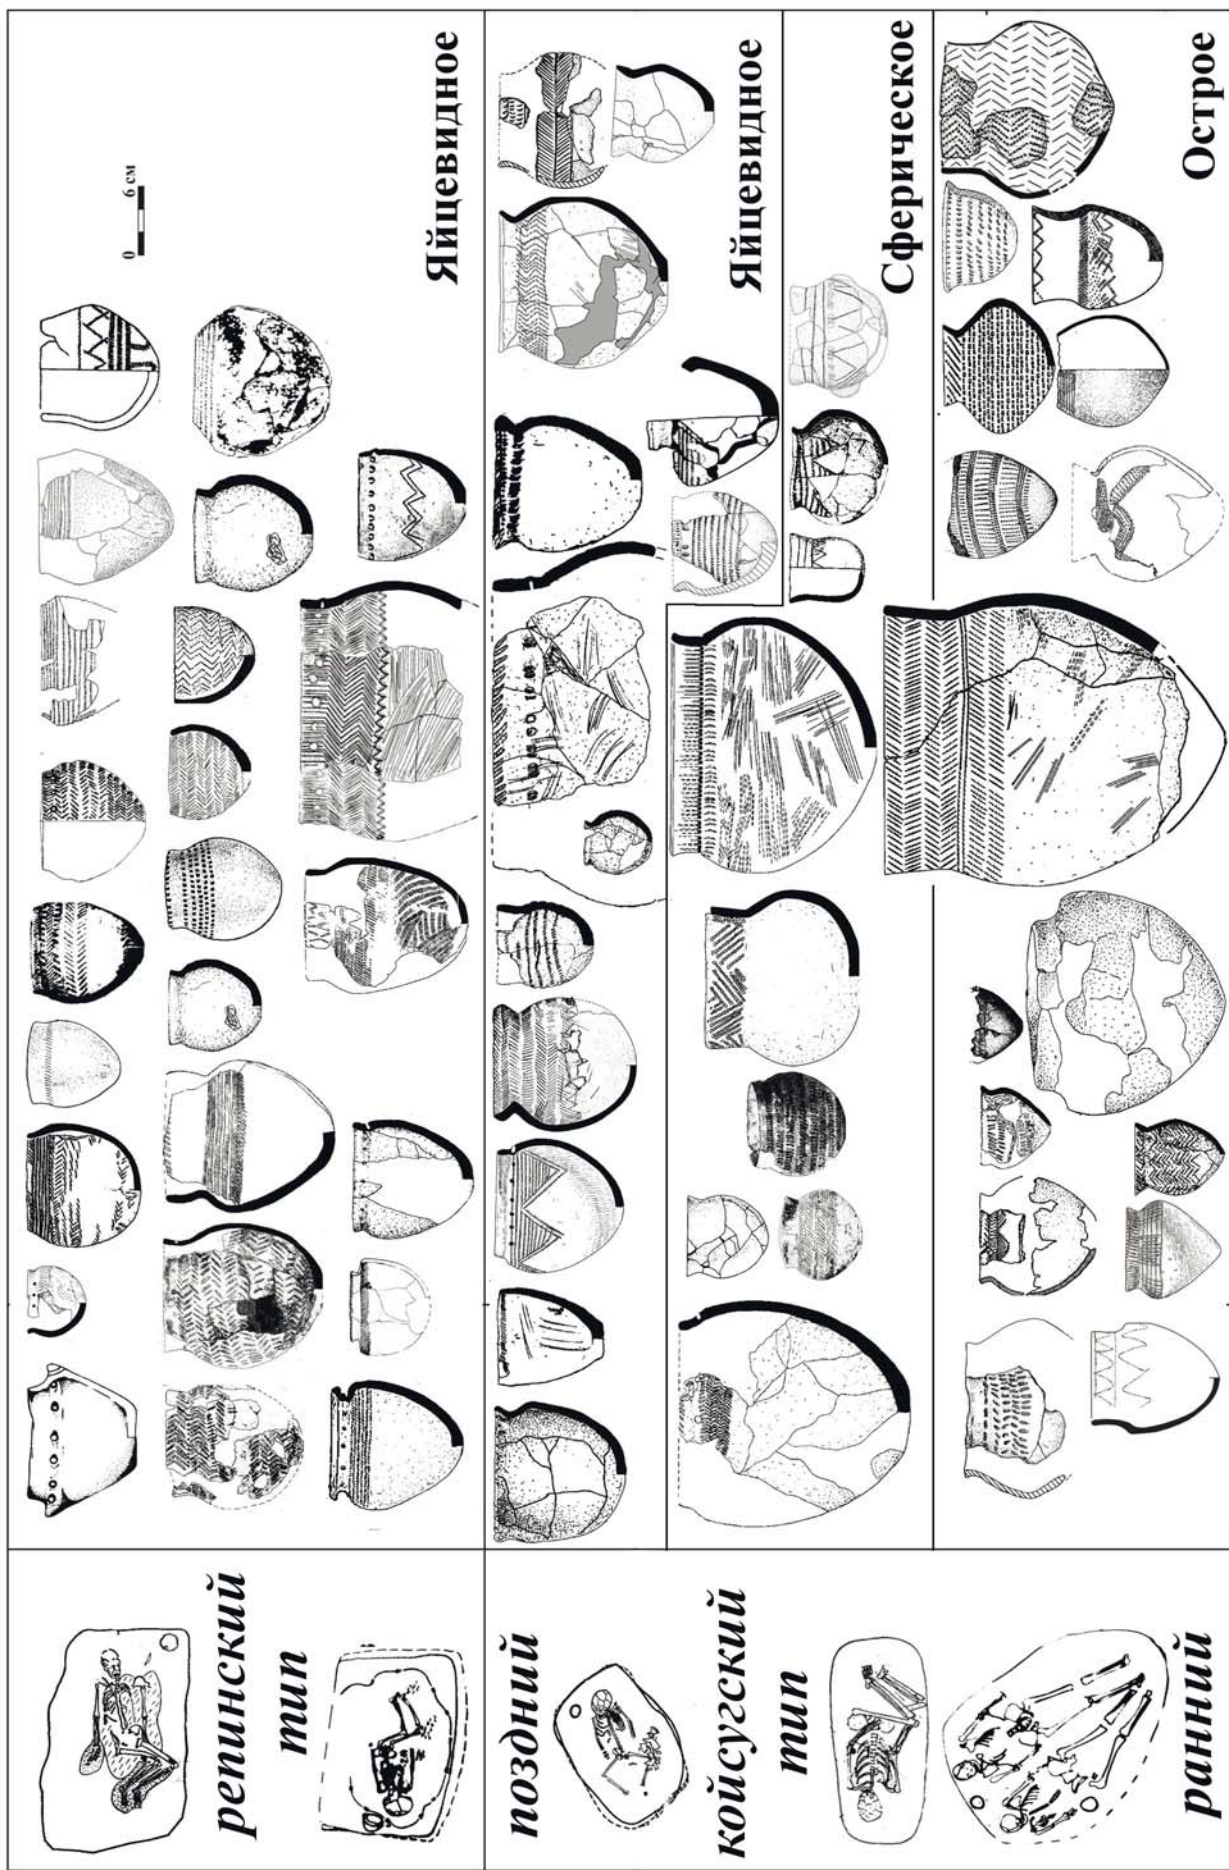 репинский
тип
поздний
койсугский
тип
ранний
0 6 см
Яйцевидное
Яйцевидное
Сферическое
Острое